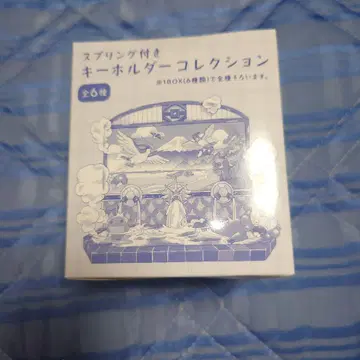 スプリング付き
キーホルダーコレクション
※1BOX(6種類)で全種そろいます。
全6種